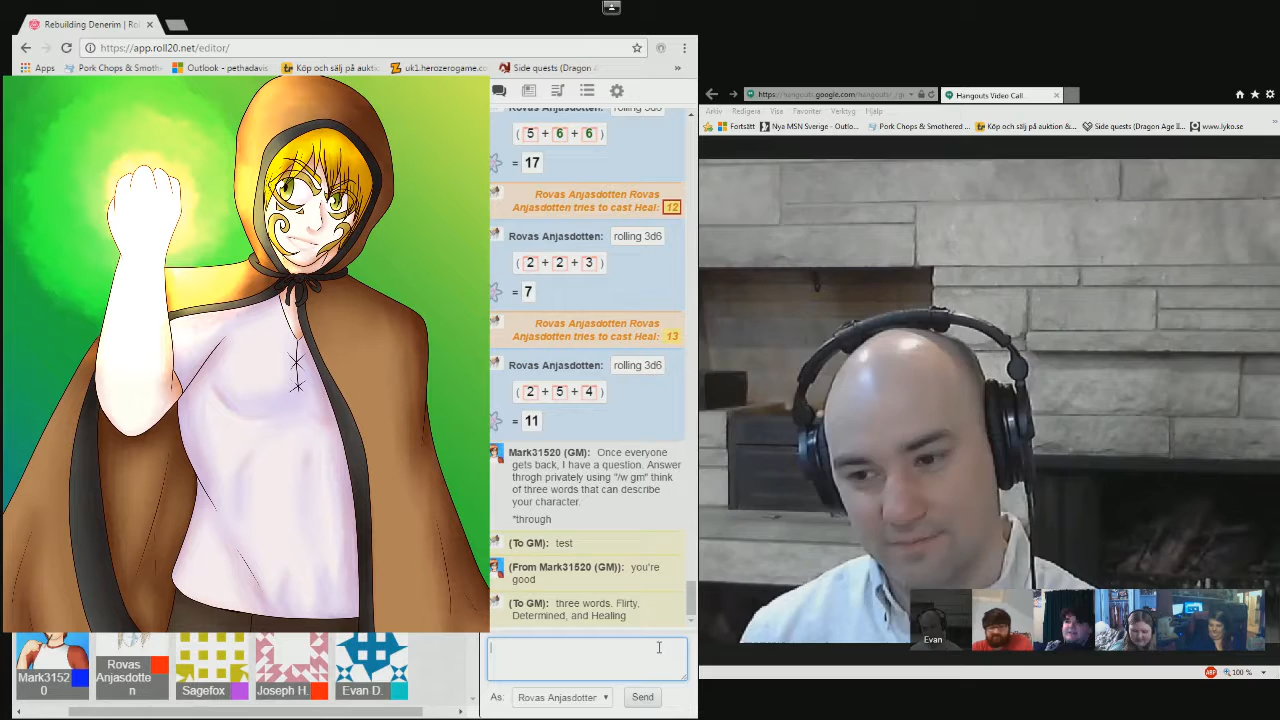 Rebuilding Denerim | Ro
https://app.roll20.net/editor/
Apps
Pork Chops & Smoth
Outlook - pethadavis
Köp och sälj på aukti
uk1.herozerogame.co
Side quests (Dragon A
»
Rovas Anjasdotten: rolling 3d6
( 5 + 6 + 6 )
= 17
Rovas Anjasdotten Rovas
Anjasdotten tries to cast Heal: 12
Rovas Anjasdotten: rolling 3d6
( 2 + 2 + 3 )
= 7
Rovas Anjasdotten Rovas
Anjasdotten tries to cast Heal: 13
Rovas Anjasdotten: rolling 3d6
( 2 + 5 + 4 )
= 11
Mark31520 (GM): Once everyone
gets back, I have a question. Answer
throgh privately using "/w gm" think
of three words that can describe
your character.
*through
(To GM): test
(From Mark31520 (GM)): you're
good
(To GM): three words. Flirty,
Determined, and Healing
As: Rovas Anjasdotter
Send
Mark3152
0
Rovas
Anjasdotte
n
Sagefox
Joseph H.
Evan D.
https://hangouts.google.com/hangouts/
Hangouts Video Call
Arkiv Redigera Visa Favoriter Verktyg Hjälp
Fortsätt
Nya MSN Sverige - Outlo...
Pork Chops & Smothered ...
Köp och sälj på auktion &...
Side quests (Dragon Age II...
www.lyko.se
Evan
ABP
100 %